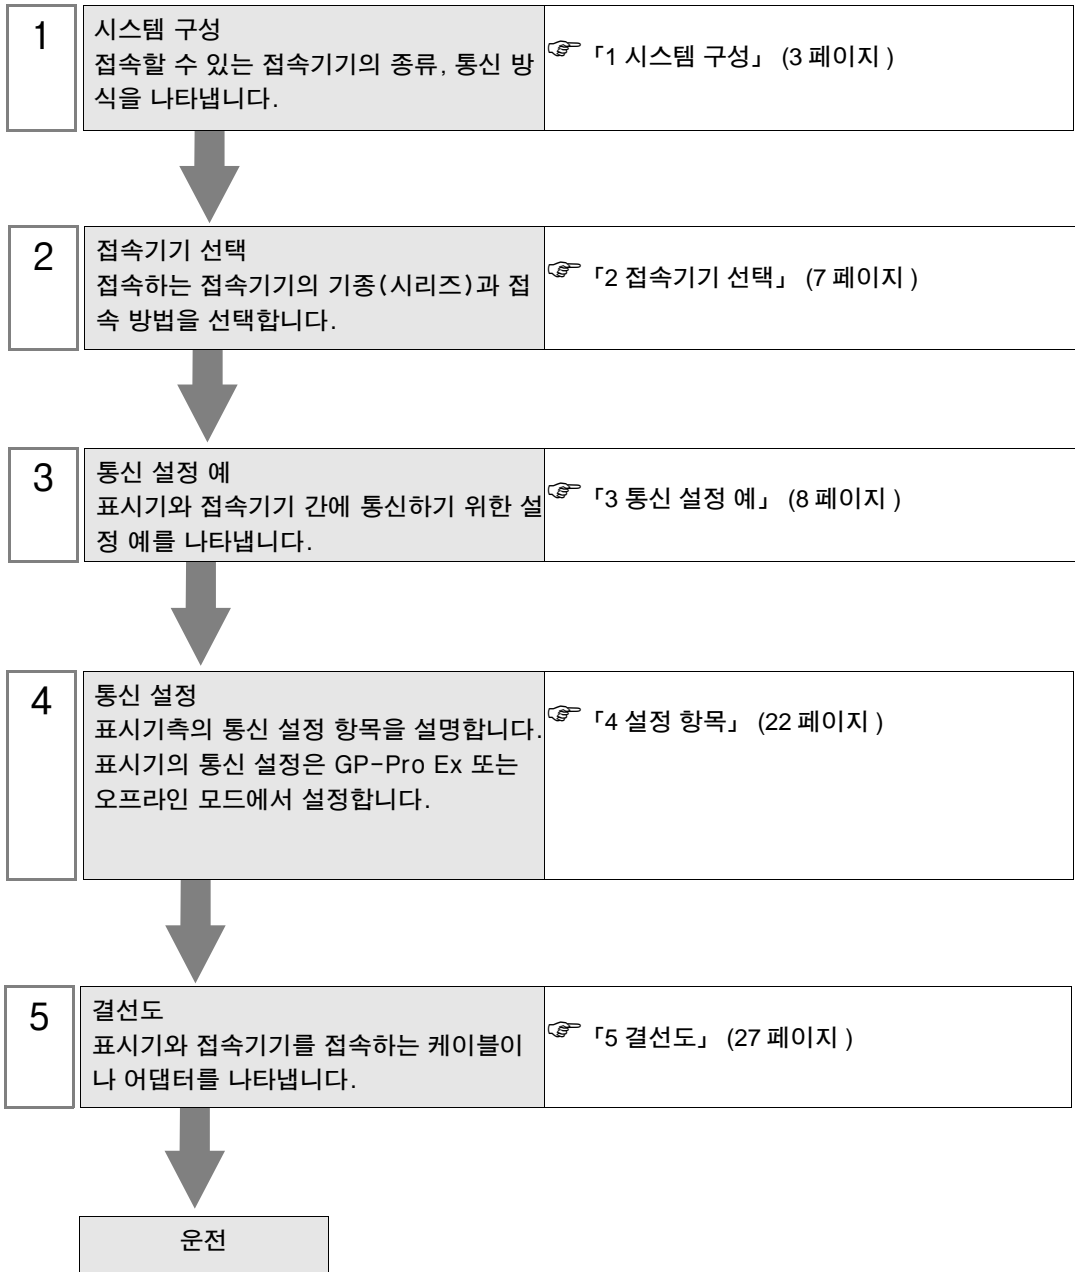 1
시스템 구성
접속할 수 있는 접속기기의 종류, 통신 방
식을 나타냅니다.
☞ 「1 시스템 구성」 (3 페이지 )
2
접속기기 선택
접속하는 접속기기의 기종(시리즈)과 접
속 방법을 선택합니다.
☞ 「2 접속기기 선택」 (7 페이지 )
3
통신 설정 예
표시기와 접속기기 간에 통신하기 위한 설
정 예를 나타냅니다.
☞ 「3 통신 설정 예」 (8 페이지 )
4
통신 설정
표시기측의 통신 설정 항목을 설명합니다.
표시기의 통신 설정은 GP-Pro Ex 또는
오프라인 모드에서 설정합니다.
☞ 「4 설정 항목」 (22 페이지 )
5
결선도
표시기와 접속기기를 접속하는 케이블이
나 어댑터를 나타냅니다.
☞ 「5 결선도」 (27 페이지 )
운전